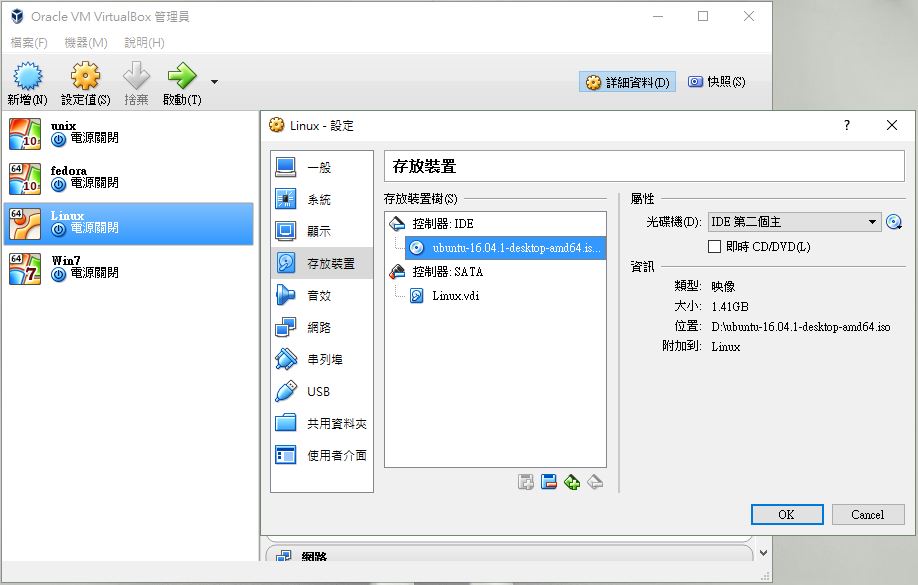 Oracle VM VirtualBox 管理員
檔案(F) 機器(M) 說明(H)
新增(N) 設定值(S) 捨棄 啟動(T) 詳細資料(D) 快照(S)
10
unix
電源關閉
64
10
fedora
電源關閉
64
Linux
電源關閉
64
7
Win7
電源關閉
Linux - 設定
?
一般
系統
顯示
存放裝置
音效
網路
串列埠
USB
共用資料夾
使用者介面
存放裝置
存放裝置樹(S)
控制器: IDE
ubuntu-16.04.1-desktop-amd64.is...
控制器: SATA
Linux.vdi
屬性
光碟機(D): IDE 第二個主
即時 CD/DVD(L)
資訊
類型: 映像
大小: 1.41GB
位置: D:\ubuntu-16.04.1-desktop-amd64.iso
附加到: Linux
OK Cancel
網路